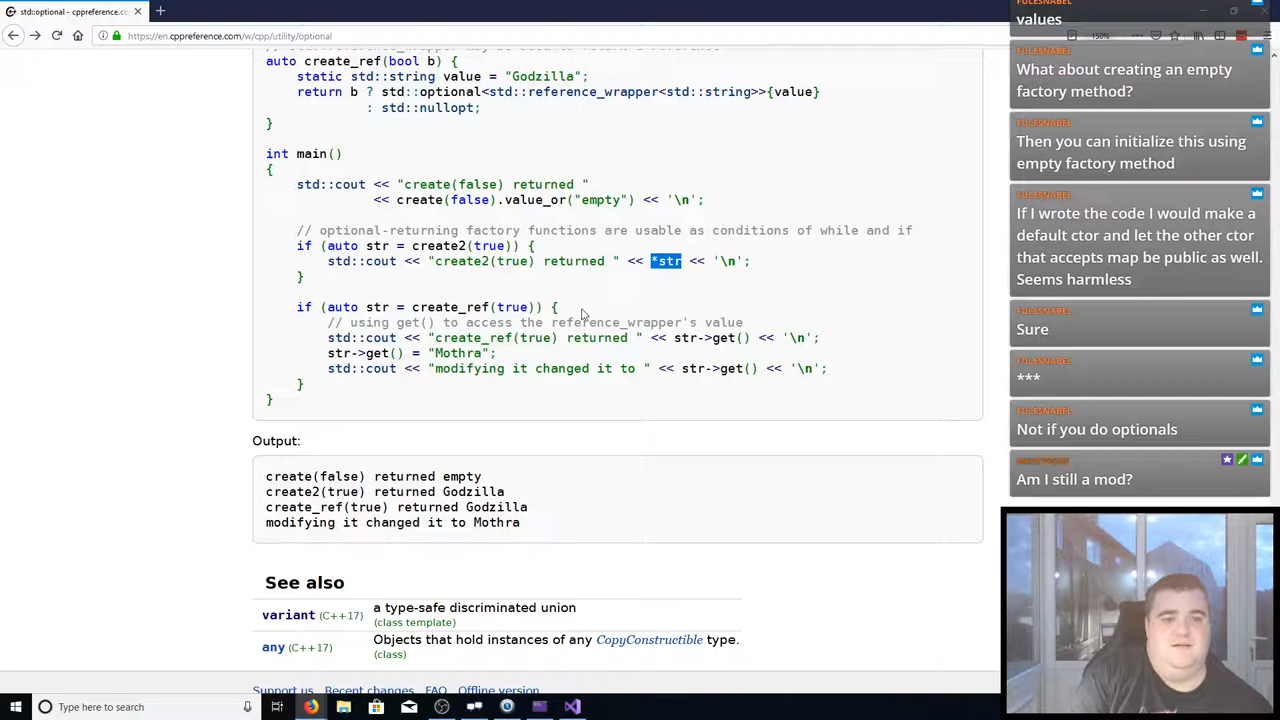 std::optional - cppreference.co
https://en.cppreference.com/w/cpp/utility/optional
150%
auto create_ref(bool b) {
static std::string value = "Godzilla";
return b ? std::optional<std::reference_wrapper<std::string>>{value}
: std::nullopt;
}
int main()
{
std::cout << "create(false) returned "
<< create(false).value_or("empty") << '\n';
// optional-returning factory functions are usable as conditions of while and if
if (auto str = create2(true)) {
std::cout << "create2(true) returned " << *str << '\n';
}
if (auto str = create_ref(true)) {
// using get() to access the reference_wrapper's value
std::cout << "create_ref(true) returned " << str->get() << '\n';
str->get() = "Mothra";
std::cout << "modifying it changed it to " << str->get() << '\n';
}
}
Output:
create(false) returned empty
create2(true) returned Godzilla
create_ref(true) returned Godzilla
modifying it changed it to Mothra
See also
variant (C++17)
a type-safe discriminated union
(class template)
any (C++17)
Objects that hold instances of any CopyConstructible type.
(class)
Support us Recent changes FAQ Offline version
FULESNABEL
values
FULESNABEL
What about creating an empty
factory method?
FULESNABEL
Then you can initialize this using
empty factory method
FULESNABEL
If I wrote the code I would make a
default ctor and let the other ctor
that accepts map be public as well.
Seems harmless
FULESNABEL
Sure
FULESNABEL
***
FULESNABEL
Not if you do optionals
Am I still a mod?
Type here to search